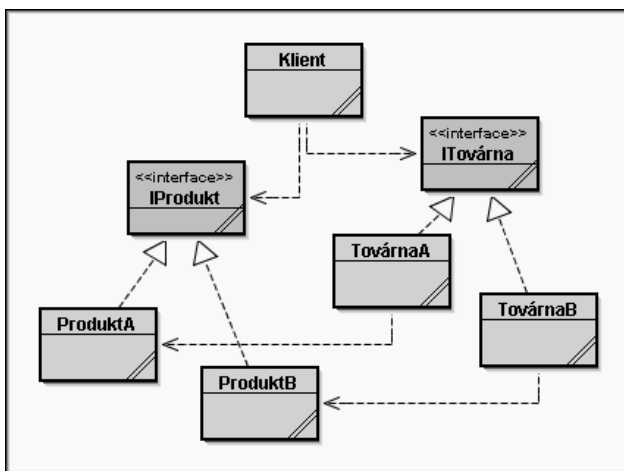 Klient
<<interface>>
ITovárna
<<interface>>
IProdukt
TovárnaA
TovárnaB
ProduktA
ProduktB